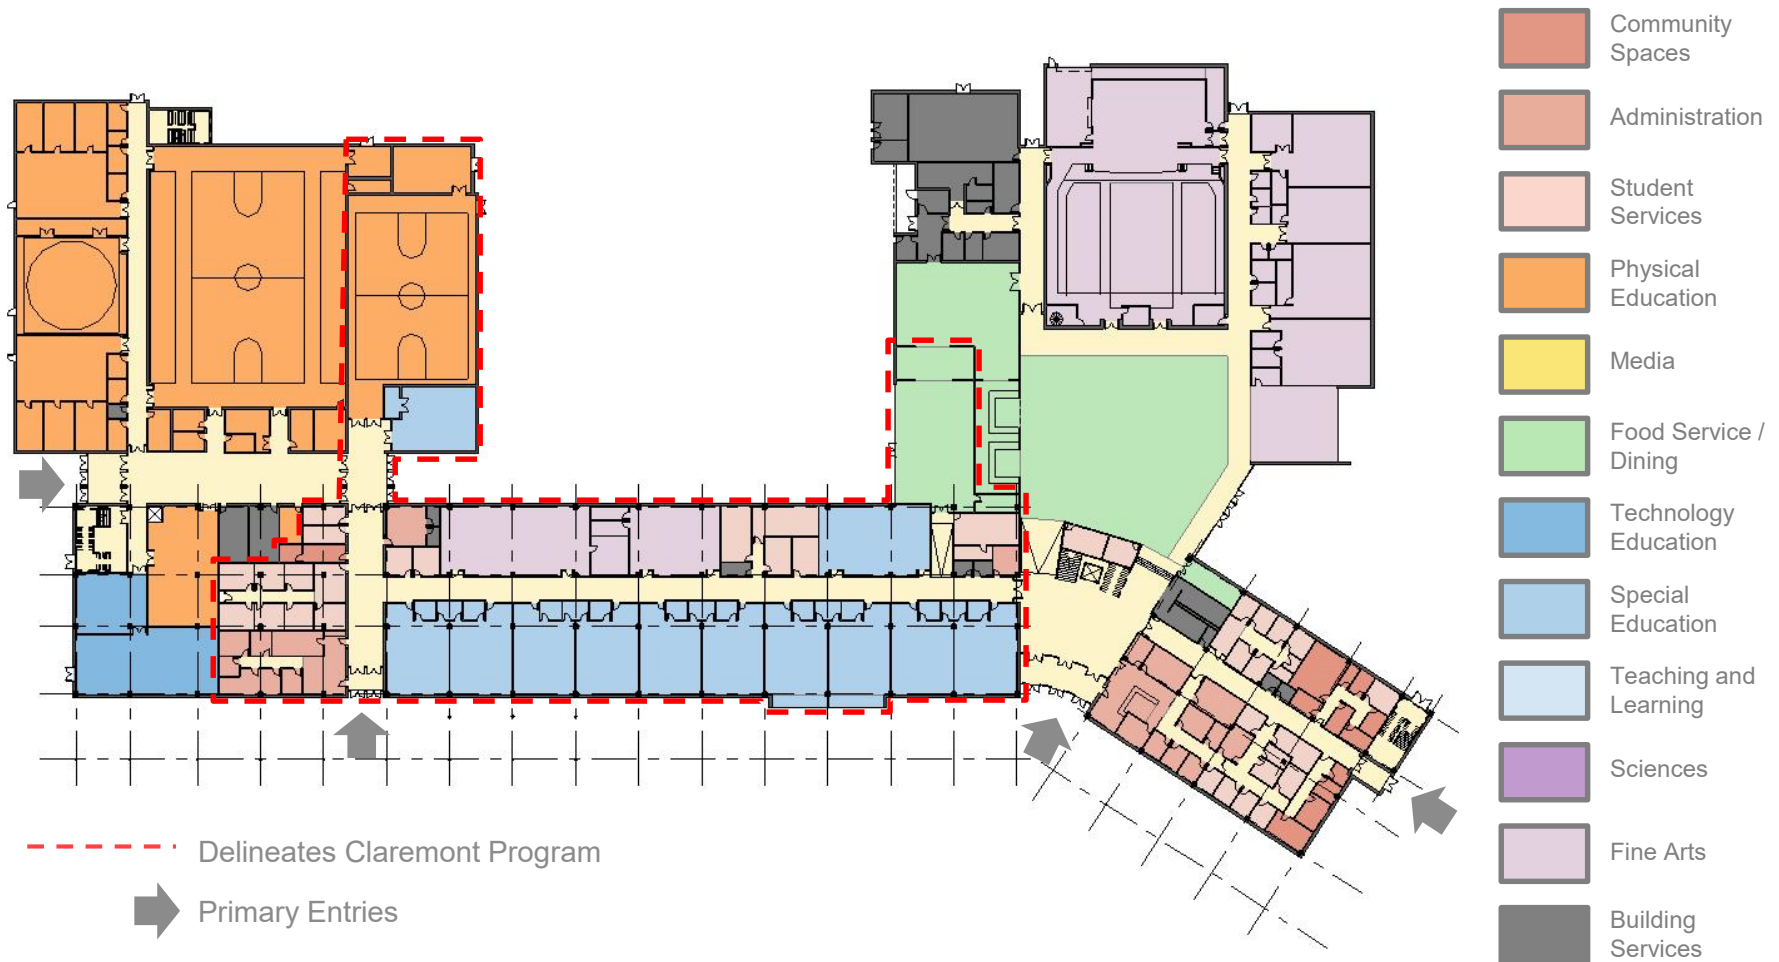 Community
Spaces
Administration
Student
Services
Physical
Education
Media
Food Service /
Dining
Technology
Education
Special
Education
Teaching and
Learning
Sciences
Fine Arts
Building
Services
Delineates Claremont Program
Primary Entries